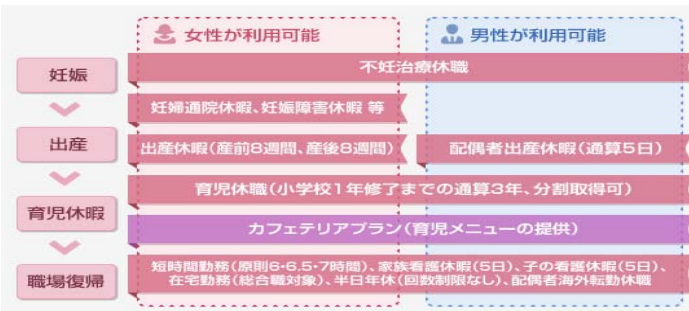 女性が利用可能
男性が利用可能
妊娠
不妊治療休職
妊婦通院休暇、妊娠障害休暇 等
出産
出産休暇(産前8週間、産後8週間)
配偶者出産休暇(通算5日)
育児休職(小学校1年修了までの通算3年、分割取得可)
育児休暇
カフェテリアプラン(育児メニューの提供)
職場復帰
短時間勤務(原則6・6.5・7時間)、家族看護休暇(5日)、子の看護休暇(5日)、
在宅勤務(総合職対象)、半日年休(回数制限なし)、配偶者海外転勤休職